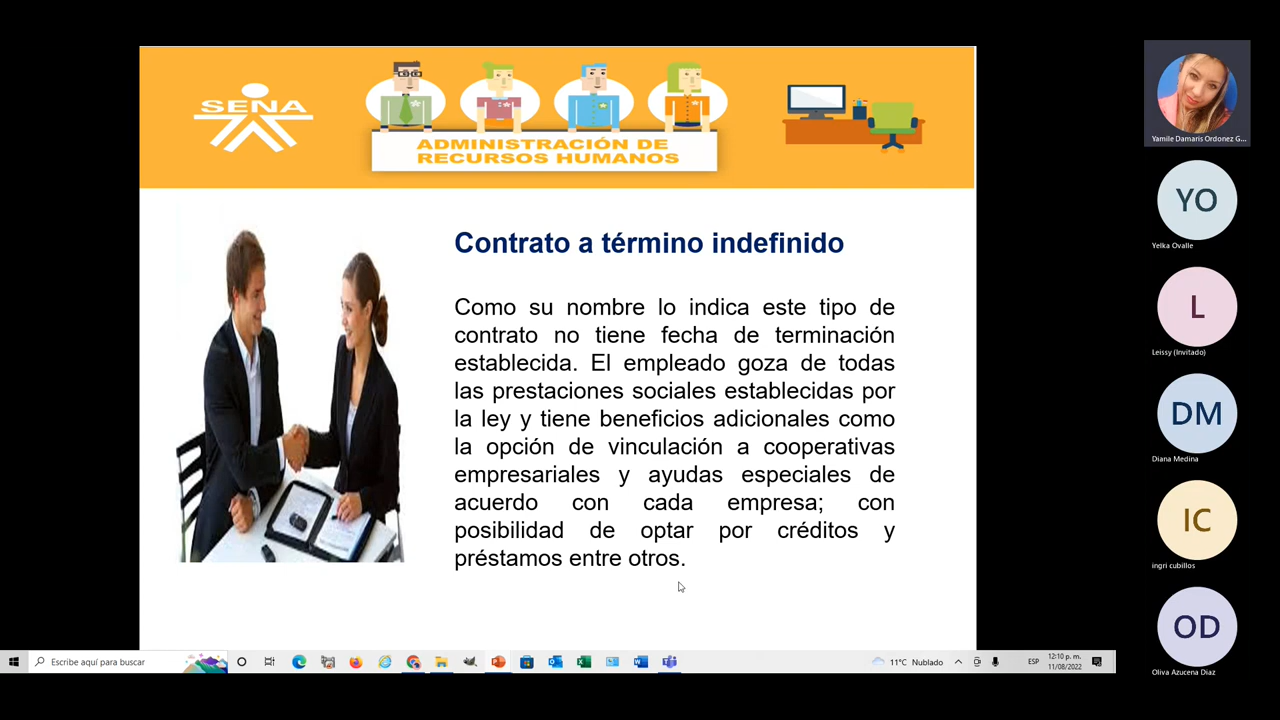 SENA
ADMINISTRACIÓN DE
RECURSOS HUMANOS
Contrato a término indefinido
Como su nombre lo indica este tipo de
contrato no tiene fecha de terminación
establecida. El empleado goza de todas
las prestaciones sociales establecidas por
la ley y tiene beneficios adicionales como
la opción de vinculación a cooperativas
empresariales y ayudas especiales de
acuerdo con cada empresa; con
posibilidad de optar por créditos y
préstamos entre otros.
Yamile Damaris Ordonez G...
YO
Yelka Ovalle
L
Leissy (Invitado)
DM
Diana Medina
IC
ingri cubillos
OD
Oliva Azucena Diaz
Escribe aquí para buscar
11°C Nublado
ESP
12:10 p. m.
11/08/2022